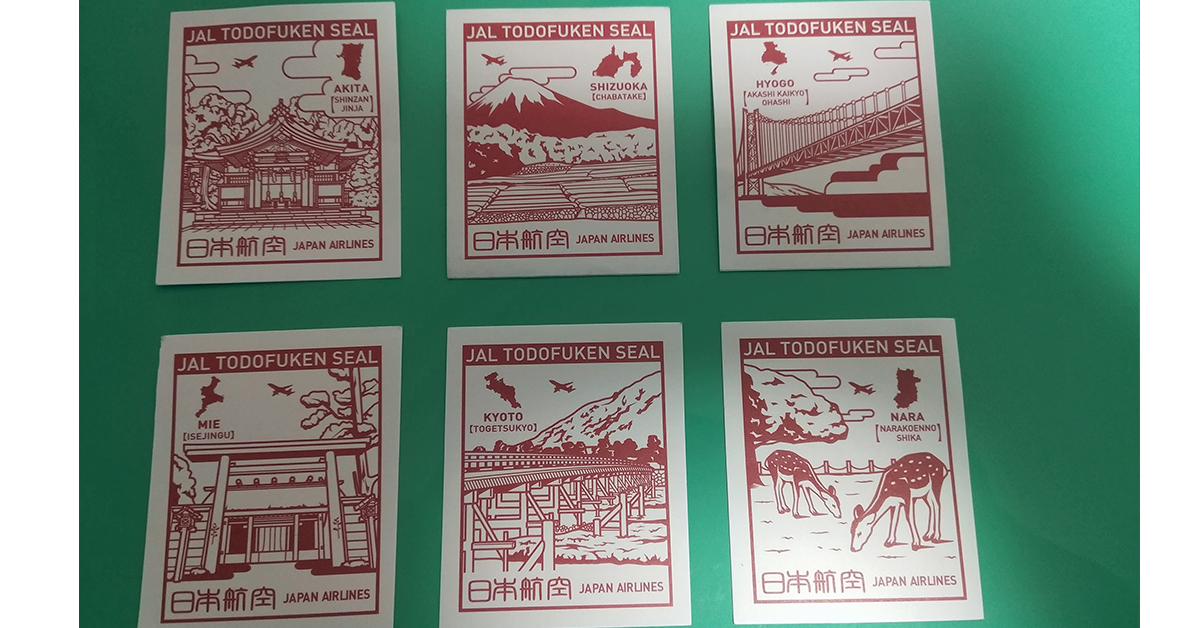 JAL TODOFUKEN SEAL
AKITA
[SHINZAN
JINJA]
日本航空 JAPAN AIRLINES
JAL TODOFUKEN SEAL
SHIZUOKA
[CHABATAKE]
日本航空 JAPAN AIRLINES
JAL TODOFUKEN SEAL
HYOGO
[AKASHI KAIKYO
OHASHI]
日本航空 JAPAN AIRLINES
JAL TODOFUKEN SEAL
MIE
[ISEJINGU]
日本航空 JAPAN AIRLINES
JAL TODOFUKEN SEAL
KYOTO
[TOGETSUKYO]
日本航空 JAPAN AIRLINES
JAL TODOFUKEN SEAL
NARA
[NARAKOENNO
SHIKA]
日本航空 JAPAN AIRLINES